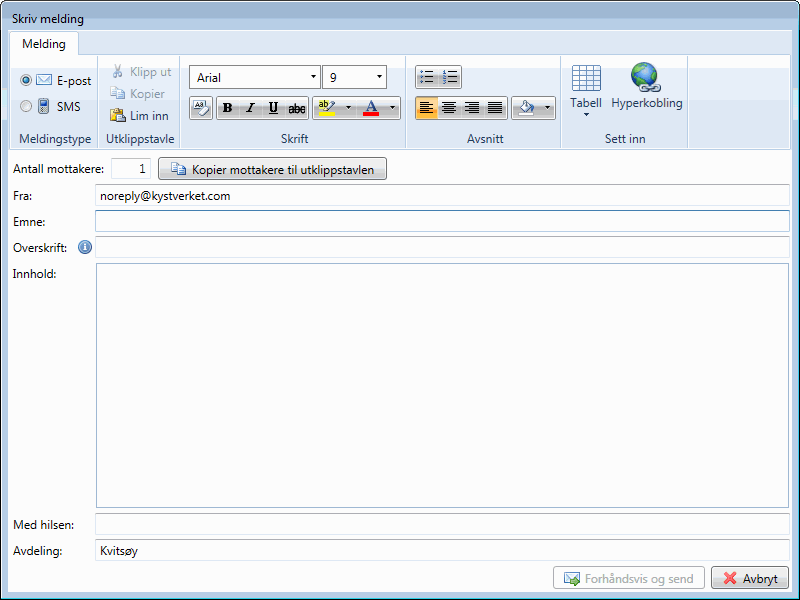 Skriv melding
Melding
E-post
SMS
Meldingstype
Klipp ut
Kopier
Lim inn
Utklippstavle
Arial
9
Aa
B I U abc
ab
A
Skrift
Avsnitt
Tabell
Hyperkobling
Sett inn
Antall mottakere:
1
Kopier mottakere til utklippstavlen
Fra:
noreply@kystverket.com
Emne:
Overskrift:
Innhold:
Med hilsen:
Avdeling:
Kvitsøy
Forhåndsvis og send
Avbryt